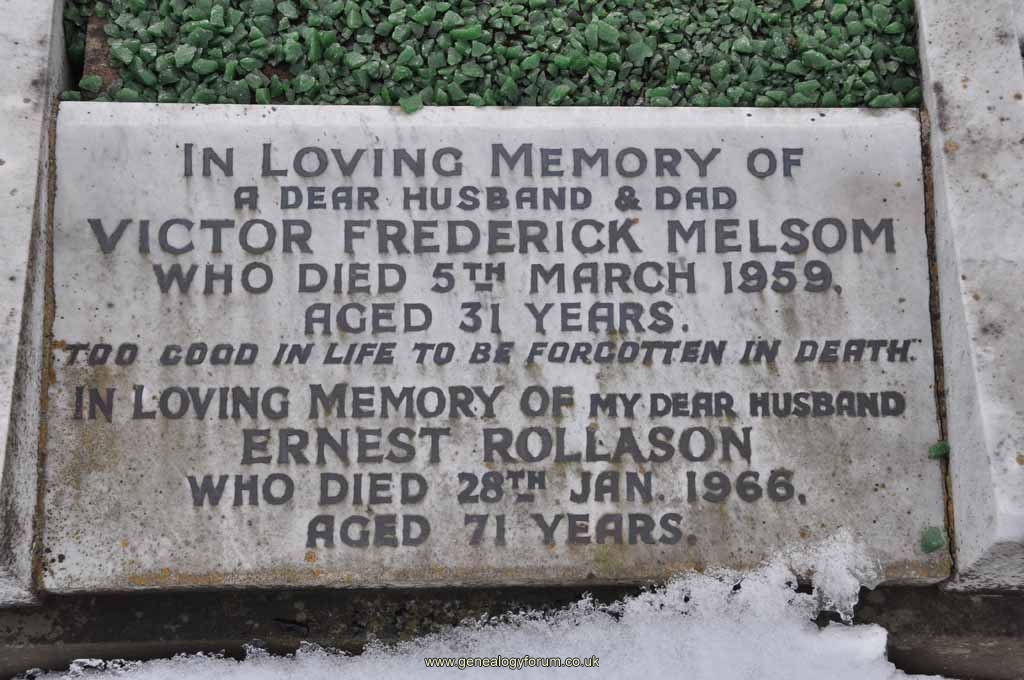 IN LOVING MEMORY OF
A DEAR HUSBAND & DAD
VICTOR FREDERICK MELSOM
WHO DIED 5TH MARCH 1959.
AGED 31 YEARS.
"TOO GOOD IN LIFE TO BE FORGOTTEN IN DEATH."
IN LOVING MEMORY OF MY DEAR HUSBAND
ERNEST ROLLASON
WHO DIED 28TH JAN. 1966.
AGED 71 YEARS.
www.genealogyforum.co.uk